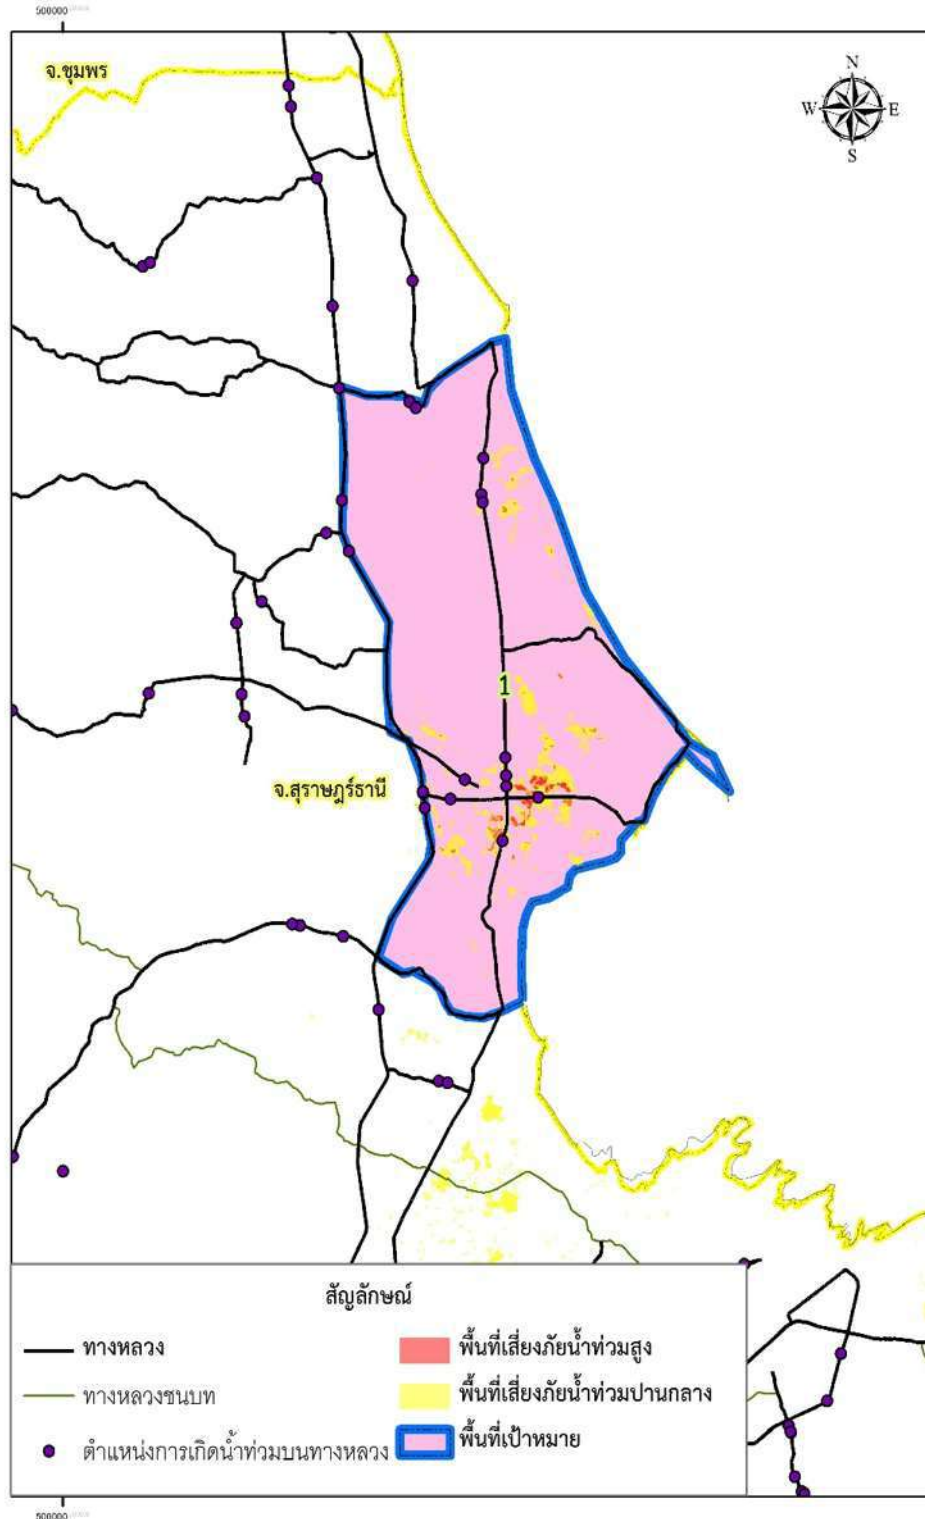 500000
จ.ชุมพร
N
W
E
S
1
จ.สุราษฎร์ธานี
สัญลักษณ์
ทางหลวง
พื้นที่เสี่ยงภัยน้ำท่วมสูง
ทางหลวงชนบท
พื้นที่เสี่ยงภัยน้ำท่วมปานกลาง
ตำแหน่งการเกิดน้ำท่วมบนทางหลวง
พื้นที่เป้าหมาย
500000